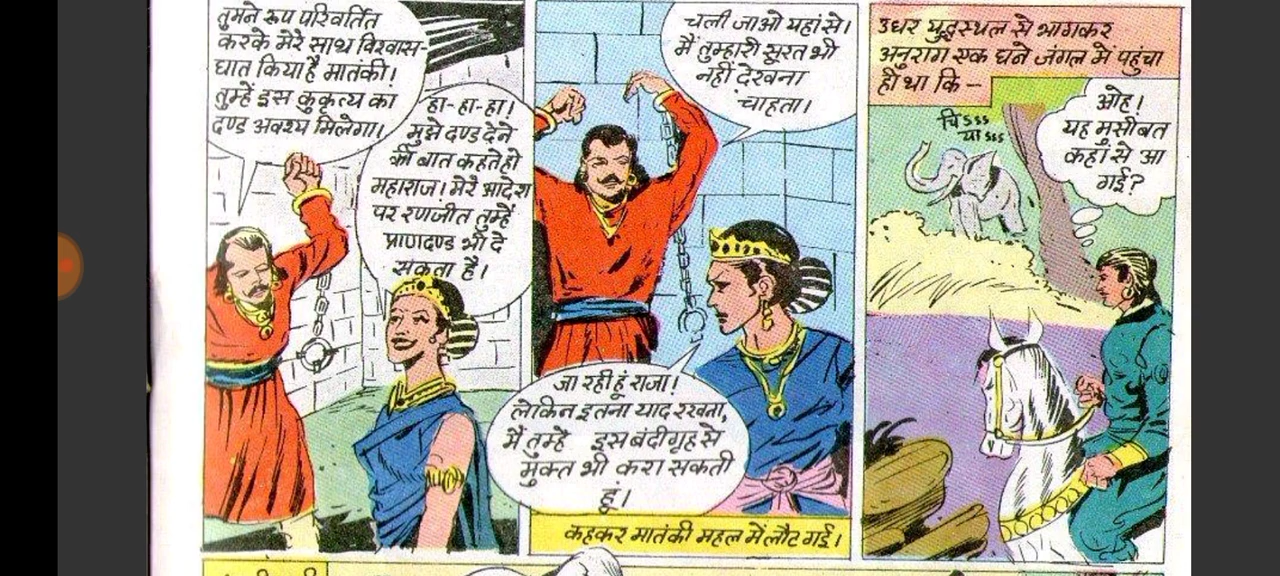 तुमने रूप परिवर्तित
करके मेरे साथ विश्वास-
घात किया है मातंकी!
तुम्हें इस कुकृत्य का
दण्ड अवश्य मिलेगा।
हा-हा-हा!
मुझे दण्ड देने
की बात कहते हो
महाराज! मेरे आदेश
पर रणजीत तुम्हें
प्राणदण्ड भी दे
सकता है।
चली जाओ यहां से।
मैं तुम्हारी सूरत भी
नहीं देखना
चाहता।
जा रही हूं राजा!
लेकिन इतना याद रखना,
मैं तुम्हें इस बंदीगृह से
मुक्त भी करा सकती
हूं।
कहकर मातंकी महल में लौट गई।
उधर युद्धस्थल से भागकर
अनुराग एक घने जंगल में पहुंचा
ही था कि -
चिंsss
याsss
ओह!
यह मुसीबत
कहां से आ
गई?